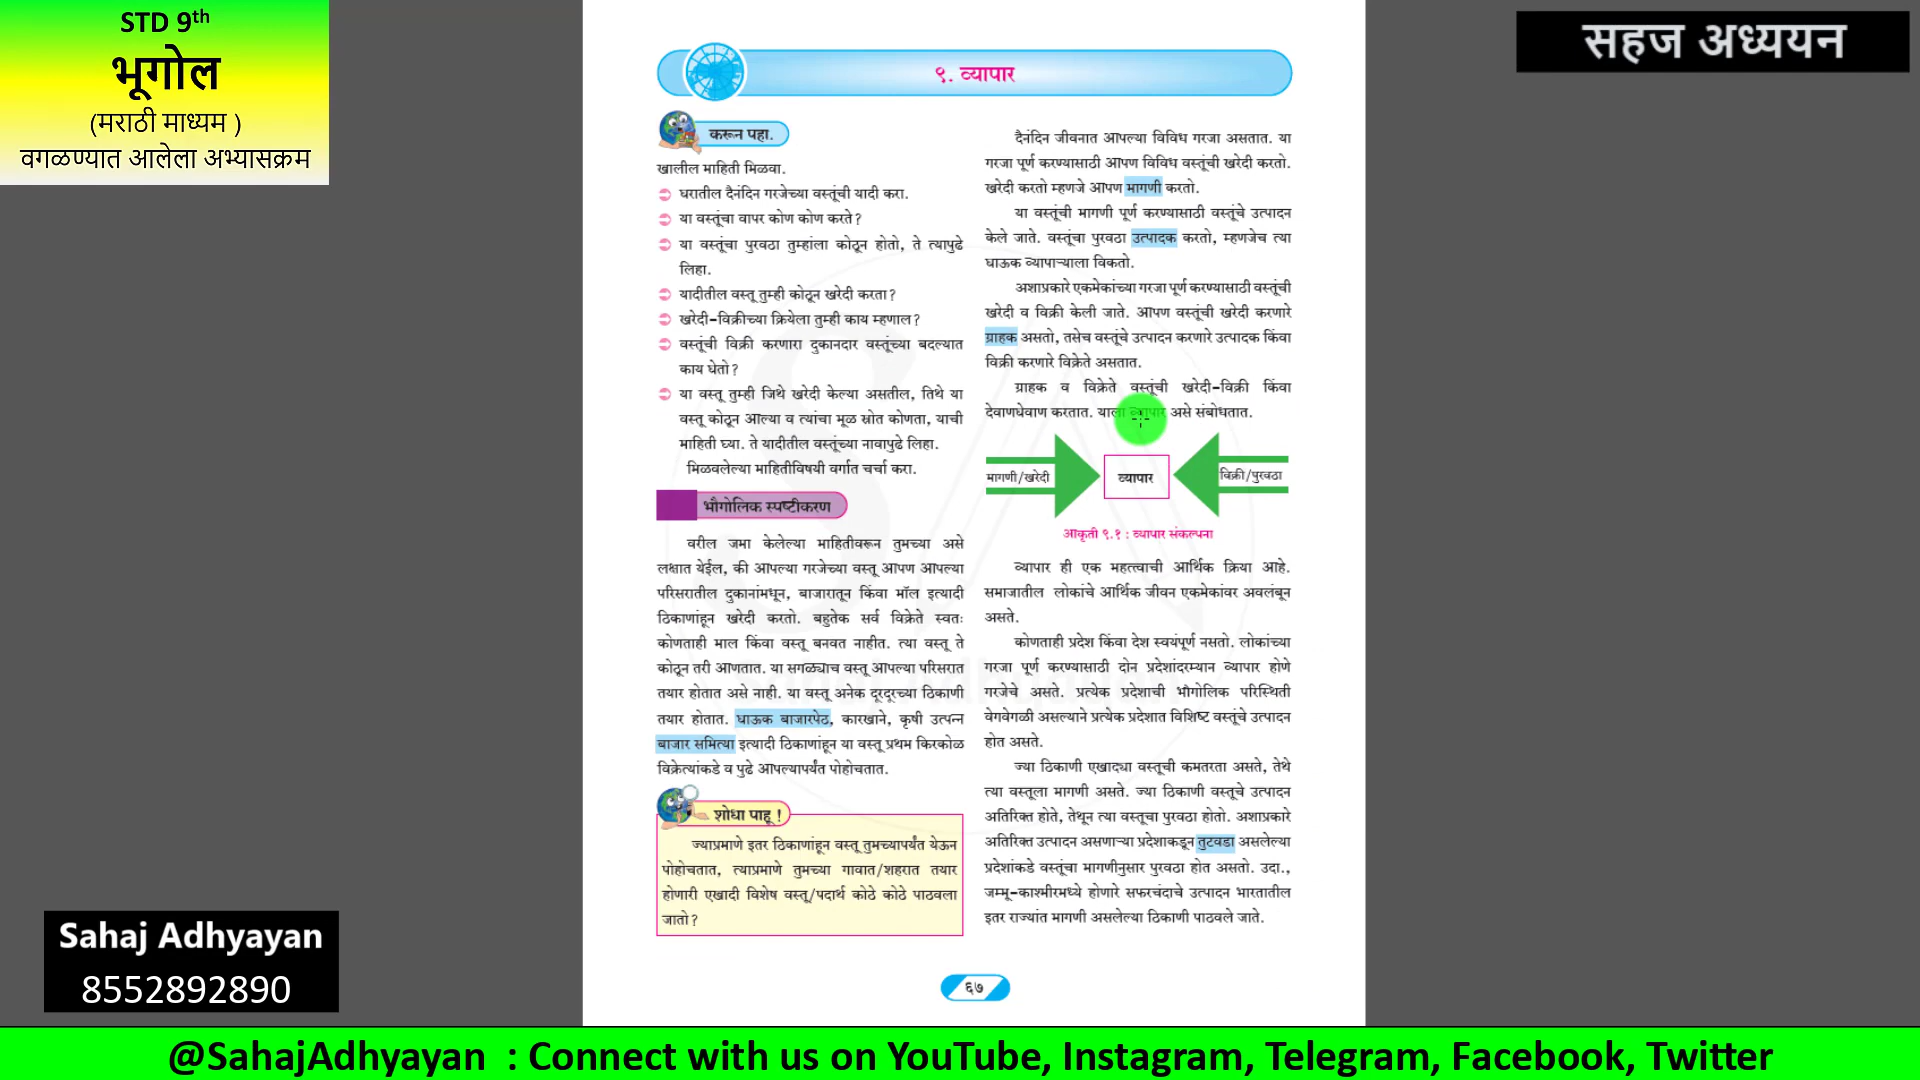 STD 9th
भूगोल
(मराठी माध्यम )
वगळण्यात आलेला अभ्यासक्रम
सहज अध्ययन
९. व्यापार
करून पहा.
खालील माहिती मिळवा.
घरातील दैनंदिन गरजेच्या वस्तूंची यादी करा.
या वस्तूंचा वापर कोण कोण करते?
या वस्तूंचा पुरवठा तुम्हांला कोठून होतो, ते त्यापुढे
लिहा.
यादीतील वस्तू तुम्ही कोठून खरेदी करता?
खरेदी-विक्रीच्या क्रियेला तुम्ही काय म्हणाल?
वस्तूंची विक्री करणारा दुकानदार वस्तूंच्या बदल्यात
काय घेतो?
या वस्तू तुम्ही जिथे खरेदी केल्या असतील, तिथे या
वस्तू कोठून आल्या व त्यांचा मूळ स्रोत कोणता, याची
माहिती घ्या. ते यादीतील वस्तूंच्या नावापुढे लिहा.
मिळवलेल्या माहितीविषयी वर्गात चर्चा करा.
भौगोलिक स्पष्टीकरण
वरील जमा केलेल्या माहितीवरून तुमच्या असे
लक्षात येईल, की आपल्या गरजेच्या वस्तू आपण आपल्या
परिसरातील दुकानांमधून, बाजारातून किंवा मॉल इत्यादी
ठिकाणांहून खरेदी करतो. बहुतेक सर्व विक्रेते स्वतः
कोणताही माल किंवा वस्तू बनवत नाहीत. त्या वस्तू ते
कोठून तरी आणतात. या सगळ्याच वस्तू आपल्या परिसरात
तयार होतात असे नाही. या वस्तू अनेक दूरदूरच्या ठिकाणी
तयार होतात. घाऊक बाजारपेठ, कारखाने, कृषी उत्पन्न
बाजार समित्या इत्यादी ठिकाणांहून या वस्तू प्रथम किरकोळ
विक्रेत्यांकडे व पुढे आपल्यापर्यंत पोहोचतात.
शोधा पाहू !
ज्याप्रमाणे इतर ठिकाणांहून वस्तू तुमच्यापर्यंत येऊन
पोहोचतात, त्याप्रमाणे तुमच्या गावात/शहरात तयार
होणारी एखादी विशेष वस्तू/पदार्थ कोठे कोठे पाठवला
जातो?
दैनंदिन जीवनात आपल्या विविध गरजा असतात. या
गरजा पूर्ण करण्यासाठी आपण विविध वस्तूंची खरेदी करतो.
खरेदी करतो म्हणजे आपण मागणी करतो.
या वस्तूंची मागणी पूर्ण करण्यासाठी वस्तूंचे उत्पादन
केले जाते. वस्तूंचा पुरवठा उत्पादक करतो, म्हणजेच त्या
घाऊक व्यापाऱ्याला विकतो.
अशाप्रकारे एकमेकांच्या गरजा पूर्ण करण्यासाठी वस्तूंची
खरेदी व विक्री केली जाते. आपण वस्तूंची खरेदी करणारे
ग्राहक असतो, तसेच वस्तूंचे उत्पादन करणारे उत्पादक किंवा
विक्री करणारे विक्रेते असतात.
ग्राहक व विक्रेते वस्तूंची खरेदी-विक्री किंवा
देवाणघेवाण करतात. याला व्यापार असे संबोधतात.
मागणी/खरेदी
व्यापार
विक्री/पुरवठा
आकृती ९.१ : व्यापार संकल्पना
व्यापार ही एक महत्त्वाची आर्थिक क्रिया आहे.
समाजातील लोकांचे आर्थिक जीवन एकमेकांवर अवलंबून
असते.
कोणताही प्रदेश किंवा देश स्वयंपूर्ण नसतो. लोकांच्या
गरजा पूर्ण करण्यासाठी दोन प्रदेशांदरम्यान व्यापार होणे
गरजेचे असते. प्रत्येक प्रदेशाची भौगोलिक परिस्थिती
वेगवेगळी असल्याने प्रत्येक प्रदेशात विशिष्ट वस्तूंचे उत्पादन
होत असते.
ज्या ठिकाणी एखाद्या वस्तूची कमतरता असते, तेथे
त्या वस्तूला मागणी असते. ज्या ठिकाणी वस्तूचे उत्पादन
अतिरिक्त होते, तेथून त्या वस्तूचा पुरवठा होतो. अशाप्रकारे
अतिरिक्त उत्पादन असणाऱ्या प्रदेशाकडून तुटवडा असलेल्या
प्रदेशांकडे वस्तूंचा मागणीनुसार पुरवठा होत असतो. उदा.,
जम्मू-काश्मीरमध्ये होणारे सफरचंदाचे उत्पादन भारतातील
इतर राज्यांत मागणी असलेल्या ठिकाणी पाठवले जाते.
६७
Sahaj Adhyayan
8552892890
@SahajAdhyayan : Connect with us on YouTube, Instagram, Telegram, Facebook, Twitter